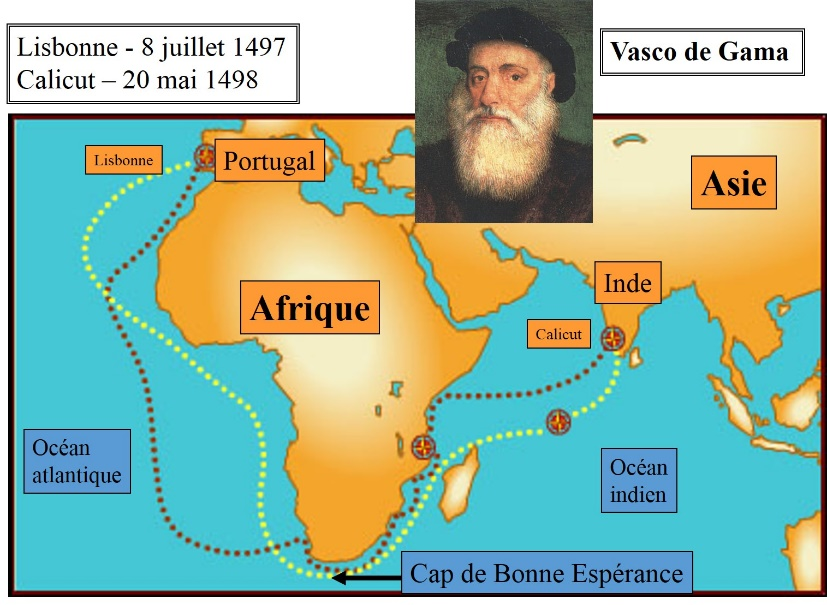 Lisbonne - 8 juillet 1497
Calicut – 20 mai 1498
Vasco de Gama
Lisbonne
Portugal
Asie
Afrique
Inde
Calicut
Océan
atlantique
Océan
indien
Cap de Bonne Espérance